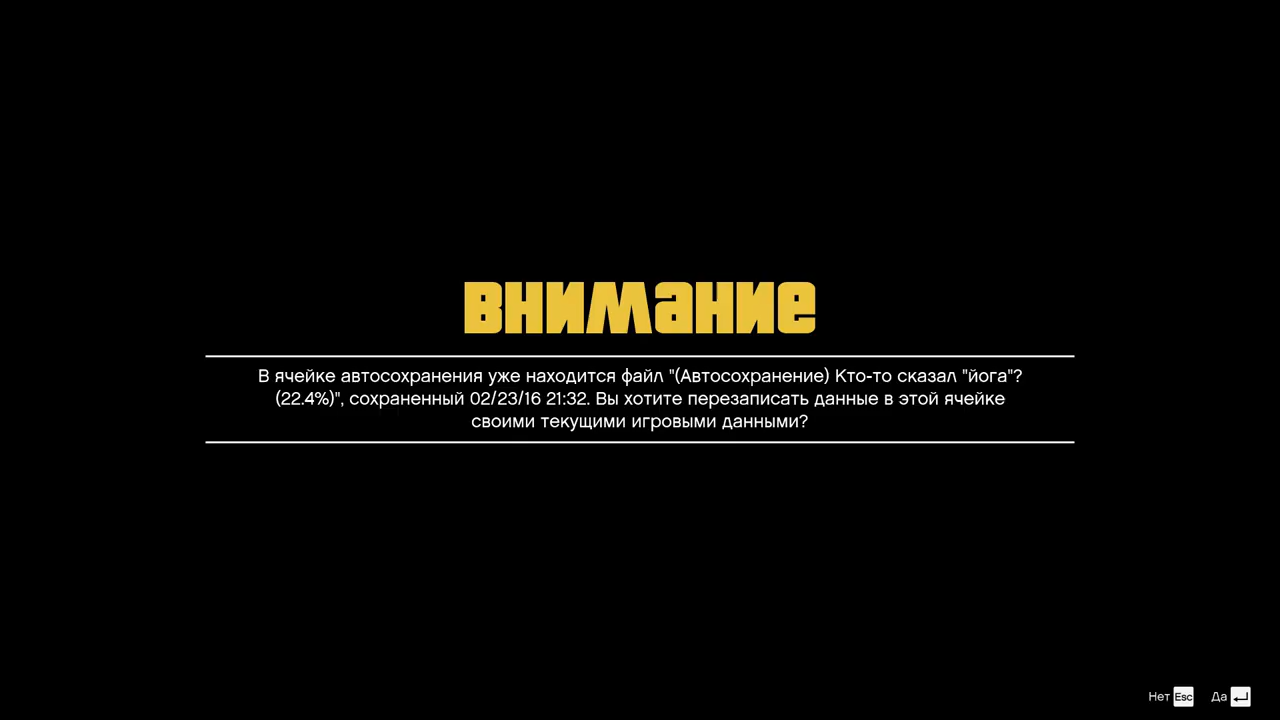 внимание
В ячейке автосохранения уже находится файл "(Автосохранение) Кто-то сказал "йога"?
(22.4%)", сохраненный 02/23/16 21:32. Вы хотите перезаписать данные в этой ячейке
своими текущими игровыми данными?
Нет Esc Да